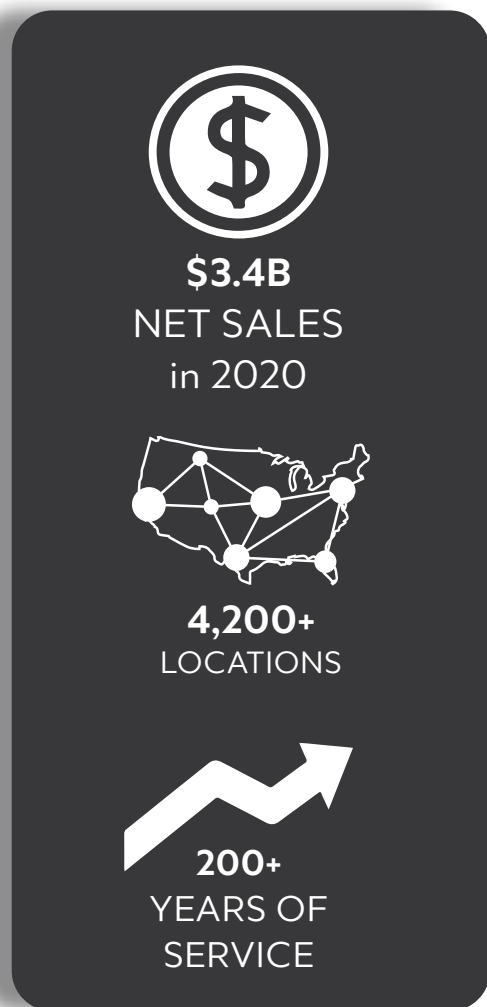 $
$3.4B
NET SALES
in 2020
4,200+
LOCATIONS
200+
YEARS OF
SERVICE